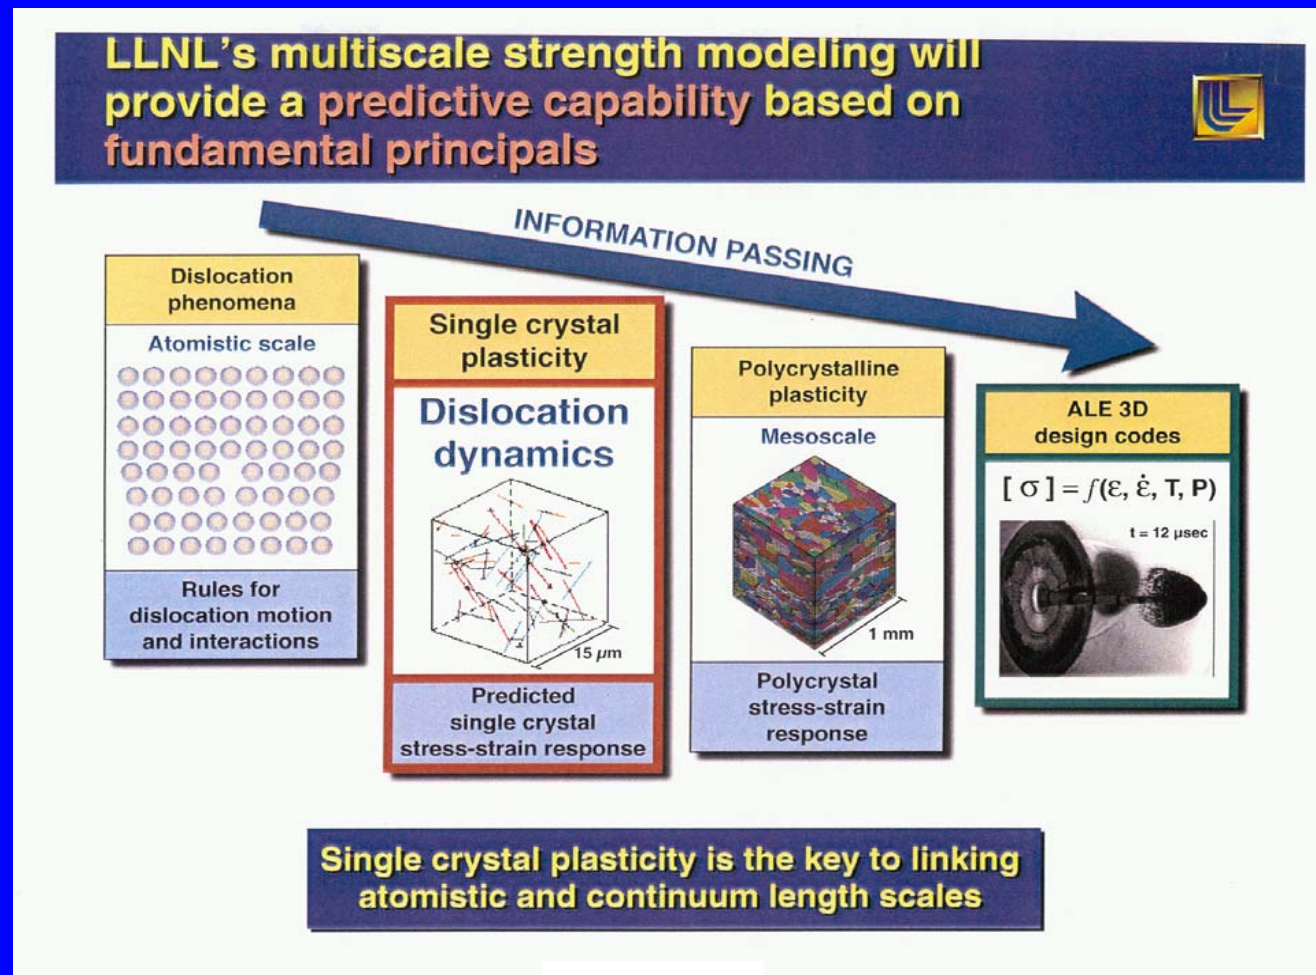 LLNL's multiscale strength modeling will
provide a predictive capability based on
fundamental principals
INFORMATION PASSING
Dislocation
phenomena
Atomistic scale
Rules for
dislocation motion
and interactions
Single crystal
plasticity
Dislocation
dynamics
15 μm
Predicted
single crystal
stress-strain response
Polycrystalline
plasticity
Mesoscale
1 mm
Polycrystal
stress-strain
response
ALE 3D
design codes
[ σ ] = f(ε, ε̇, T, P)
t = 12 μsec
Single crystal plasticity is the key to linking
atomistic and continuum length scales